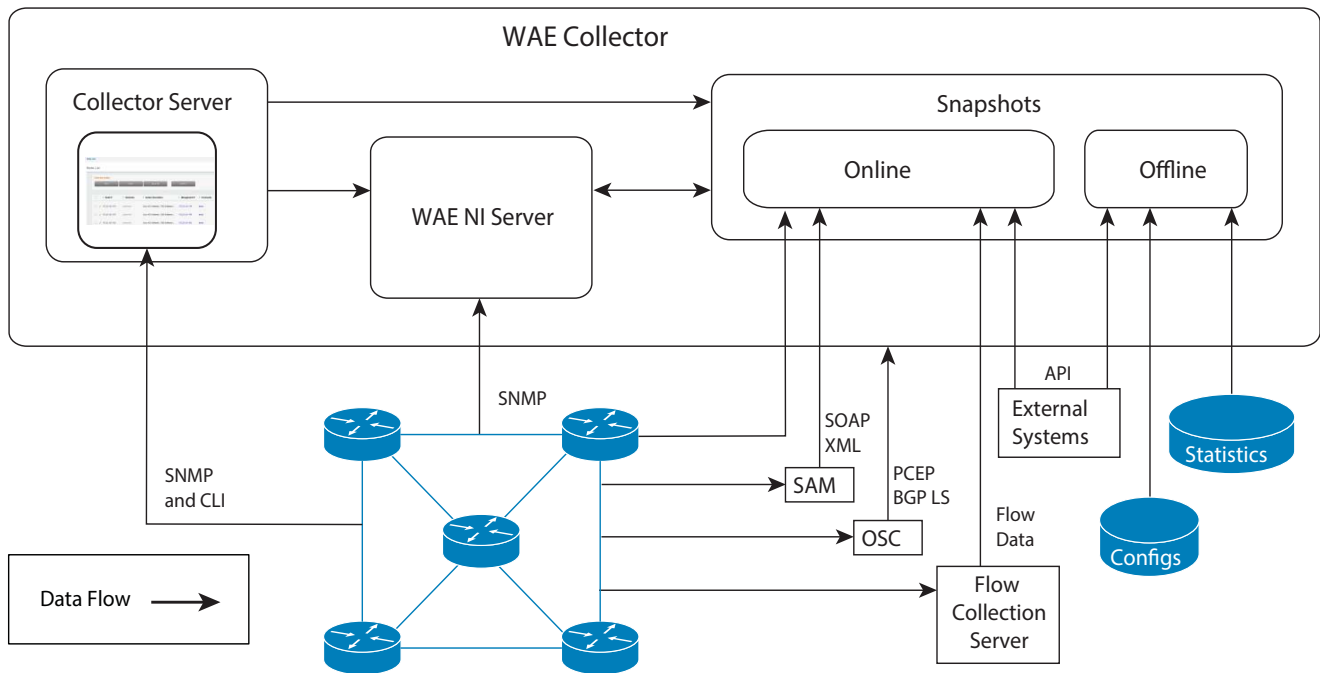 WAE Collector
Collector Server
Snapshots
Online
Offline
WAE NI Server
SNMP
SNMP
and CLI
SOAP
XML
SAM
PCEP
BGP LS
OSC
Flow
Data
Flow
Collection
Server
API
External
Systems
Statistics
Configs
Data Flow